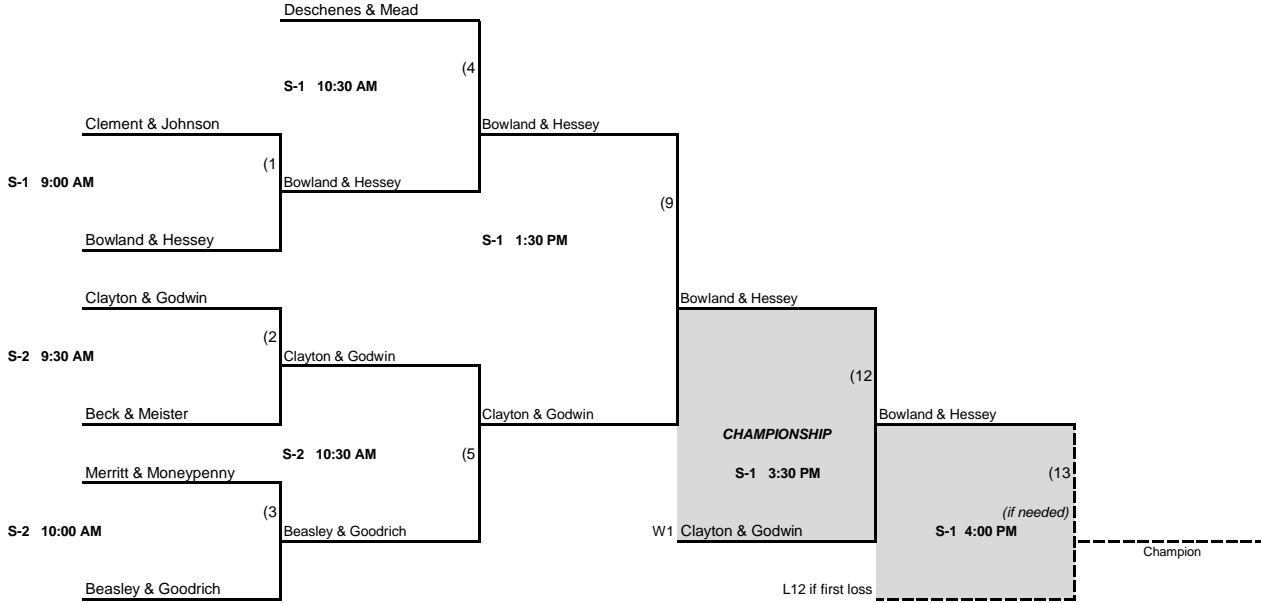 Deschenes & Mead
(4
S-1 10:30 AM
Clement & Johnson
Bowland & Hessey
(1
S-1 9:00 AM
Bowland & Hessey
(9
Bowland & Hessey
S-1 1:30 PM
Clayton & Godwin
Bowland & Hessey
(2
S-2 9:30 AM
Clayton & Godwin
(12
Beck & Meister
Clayton & Godwin
Bowland & Hessey
CHAMPIONSHIP
S-2 10:30 AM
(5
Merritt & Moneypenny
S-1 3:30 PM
(13
(3
(if needed)
S-2 10:00 AM
Beasley & Goodrich
W1 Clayton & Godwin
S-1 4:00 PM
Champion
Beasley & Goodrich
L12 if first loss